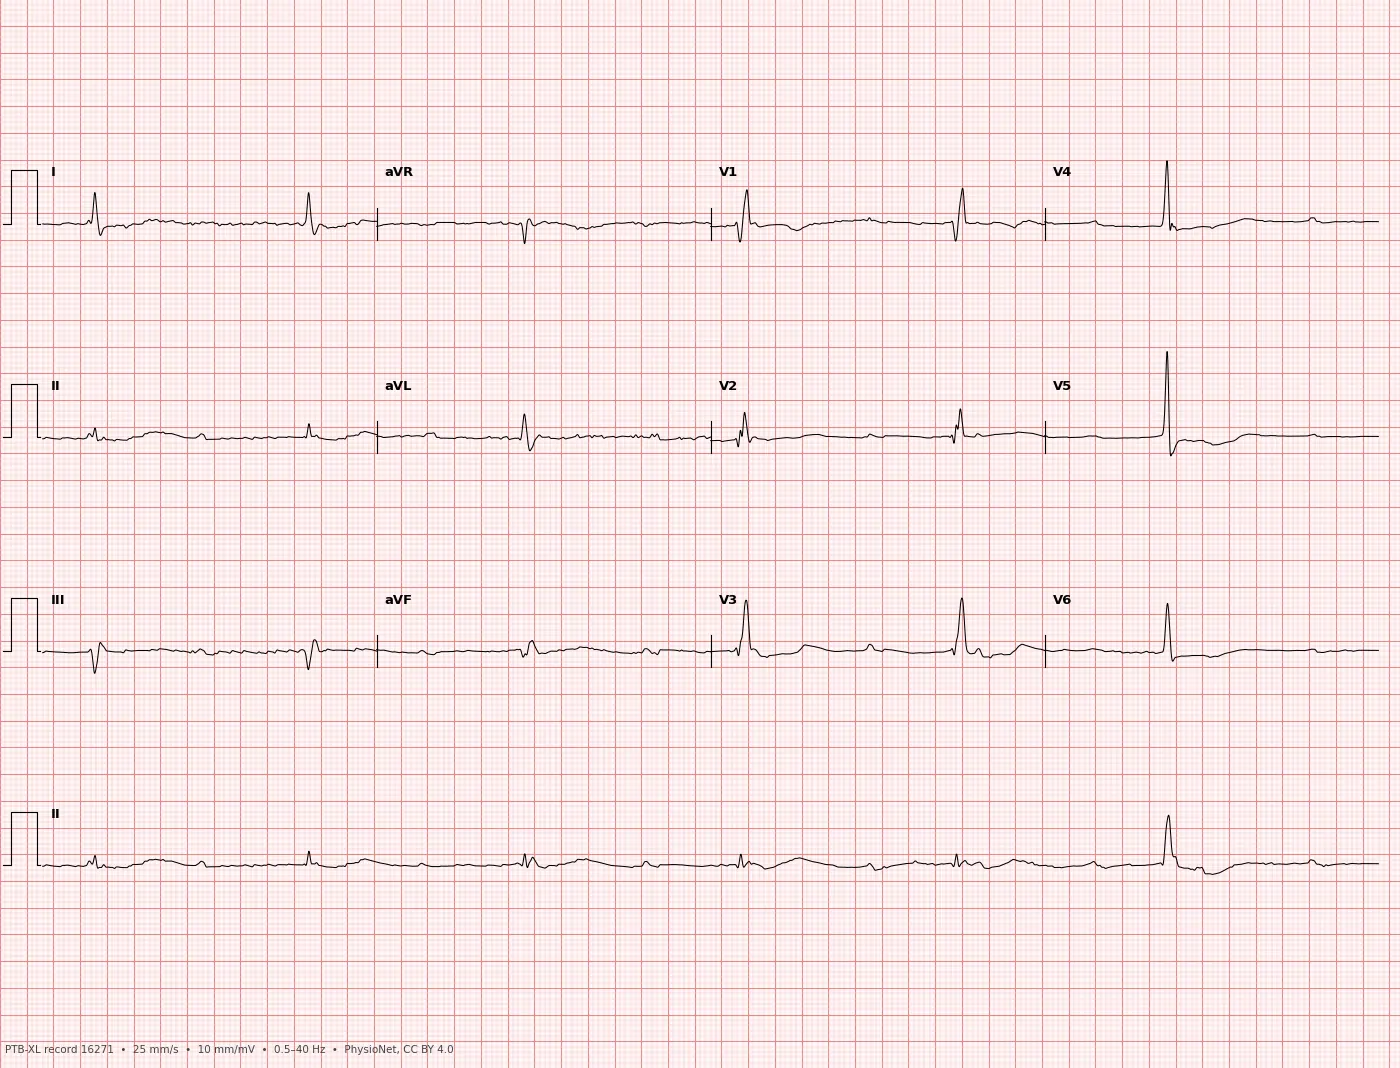 I aVR V1 V4
II aVL V2 V5
III aVF V3 V6
II
PTB-XL record 16271 • 25 mm/s • 10 mm/mV • 0.5–40 Hz • PhysioNet, CC BY 4.0